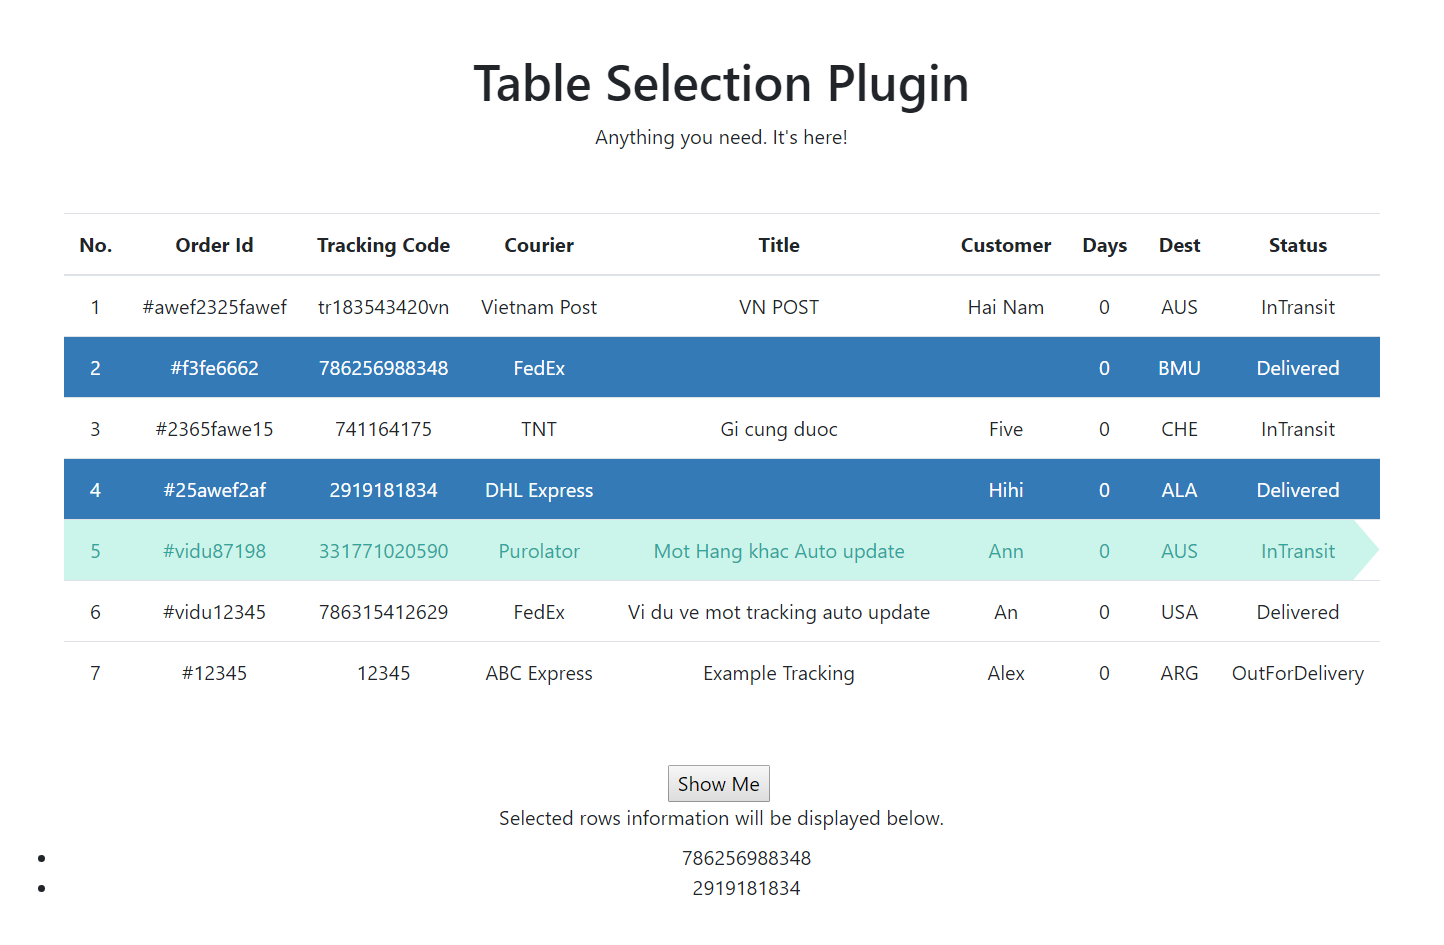 Table Selection Plugin
Anything you need. It's here!
No. Order Id Tracking Code Courier Title Customer Days Dest Status
1 #awef2325fawef tr183543420vn Vietnam Post VN POST Hai Nam 0 AUS InTransit
2 #f3fe6662 786256988348 FedEx 0 BMU Delivered
3 #2365fawe15 741164175 TNT Gi cung duoc Five 0 CHE InTransit
4 #25awef2af 2919181834 DHL Express Hihi 0 ALA Delivered
5 #vidu87198 331771020590 Purolator Mot Hang khac Auto update Ann 0 AUS InTransit
6 #vidu12345 786315412629 FedEx Vi du ve mot tracking auto update An 0 USA Delivered
7 #12345 12345 ABC Express Example Tracking Alex 0 ARG OutForDelivery
Show Me
Selected rows information will be displayed below.
786256988348
2919181834